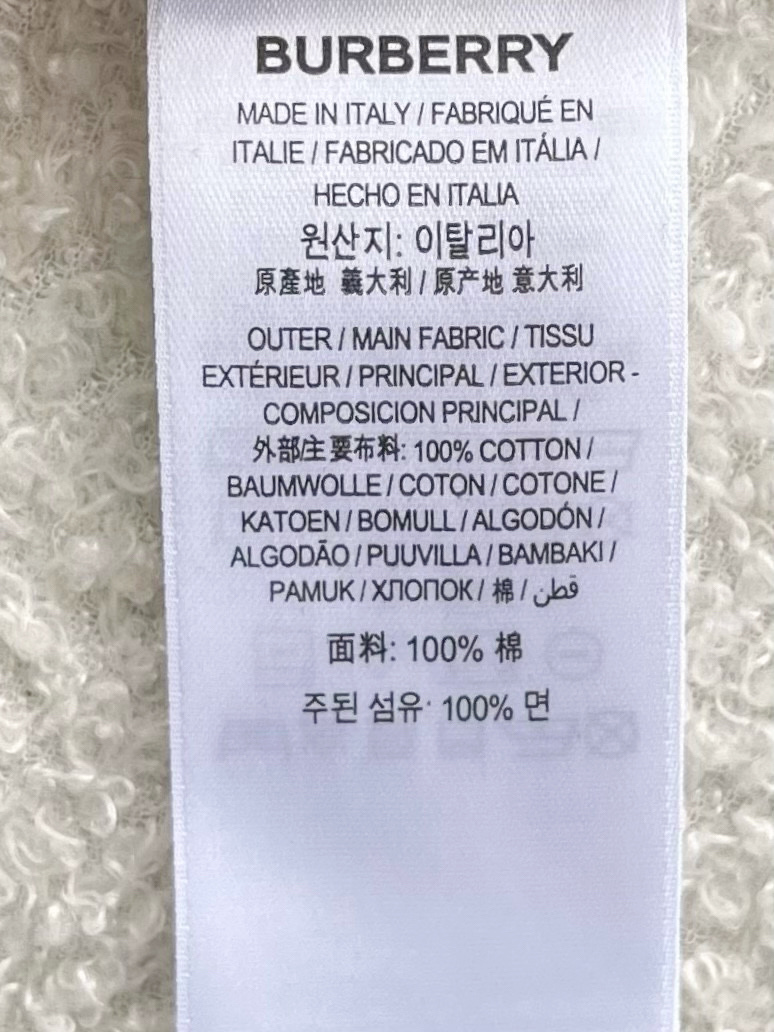 BURBERRY
MADE IN ITALY / FABRIQUÉ EN
ITALIE / FABRICADO EM ITÁLIA /
HECHO EN ITALIA
원산지: 이탈리아
原產地 義大利 / 原产地 意大利
OUTER / MAIN FABRIC / TISSU
EXTÉRIEUR / PRINCIPAL / EXTERIOR -
COMPOSICION PRINCIPAL /
外部/主要布料: 100% COTTON /
BAUMWOLLE / COTON / COTONE /
KATOEN / BOMULL / ALGODÓN /
ALGODÃO / PUUVILLA / BAMBAKI /
PAMUK / ХЛОПОК / 棉 / قطن
面料: 100% 棉
주된 섬유· 100% 면